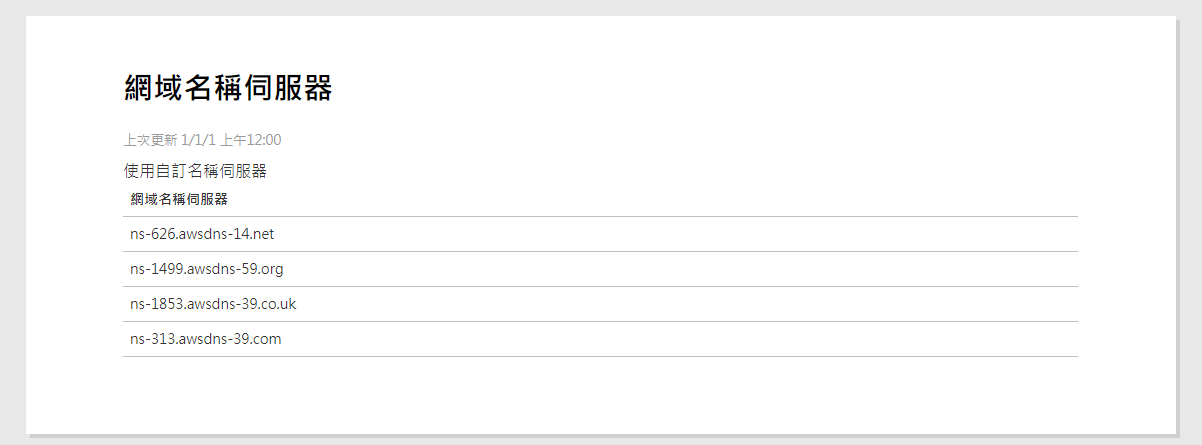 網域名稱伺服器
上次更新 1/1/1 上午12:00
使用自訂名稱伺服器
網域名稱伺服器
ns-626.awsdns-14.net
ns-1499.awsdns-59.org
ns-1853.awsdns-39.co.uk
ns-313.awsdns-39.com